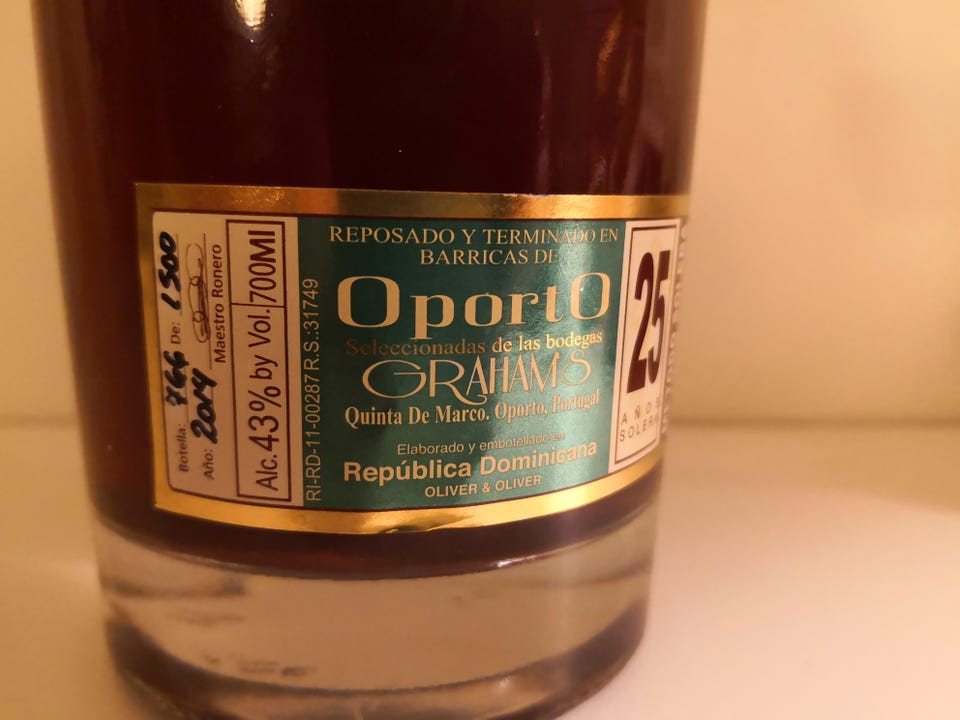 Botella: 766 De: 1500
Año: 2014
Maestro Ronero
Alc. 43% by Vol. 700Ml
RI-RD-11-00287 R.S.:31749
REPOSADO Y TERMINADO EN
BARRICAS DE
OportO
Seleccionadas de las bodegas
GRAHAM'S
Quinta De Marco. Oporto, Portugal
Elaborado y embotellado en
República Dominicana
OLIVER & OLIVER
25
AÑOS
SOLERA